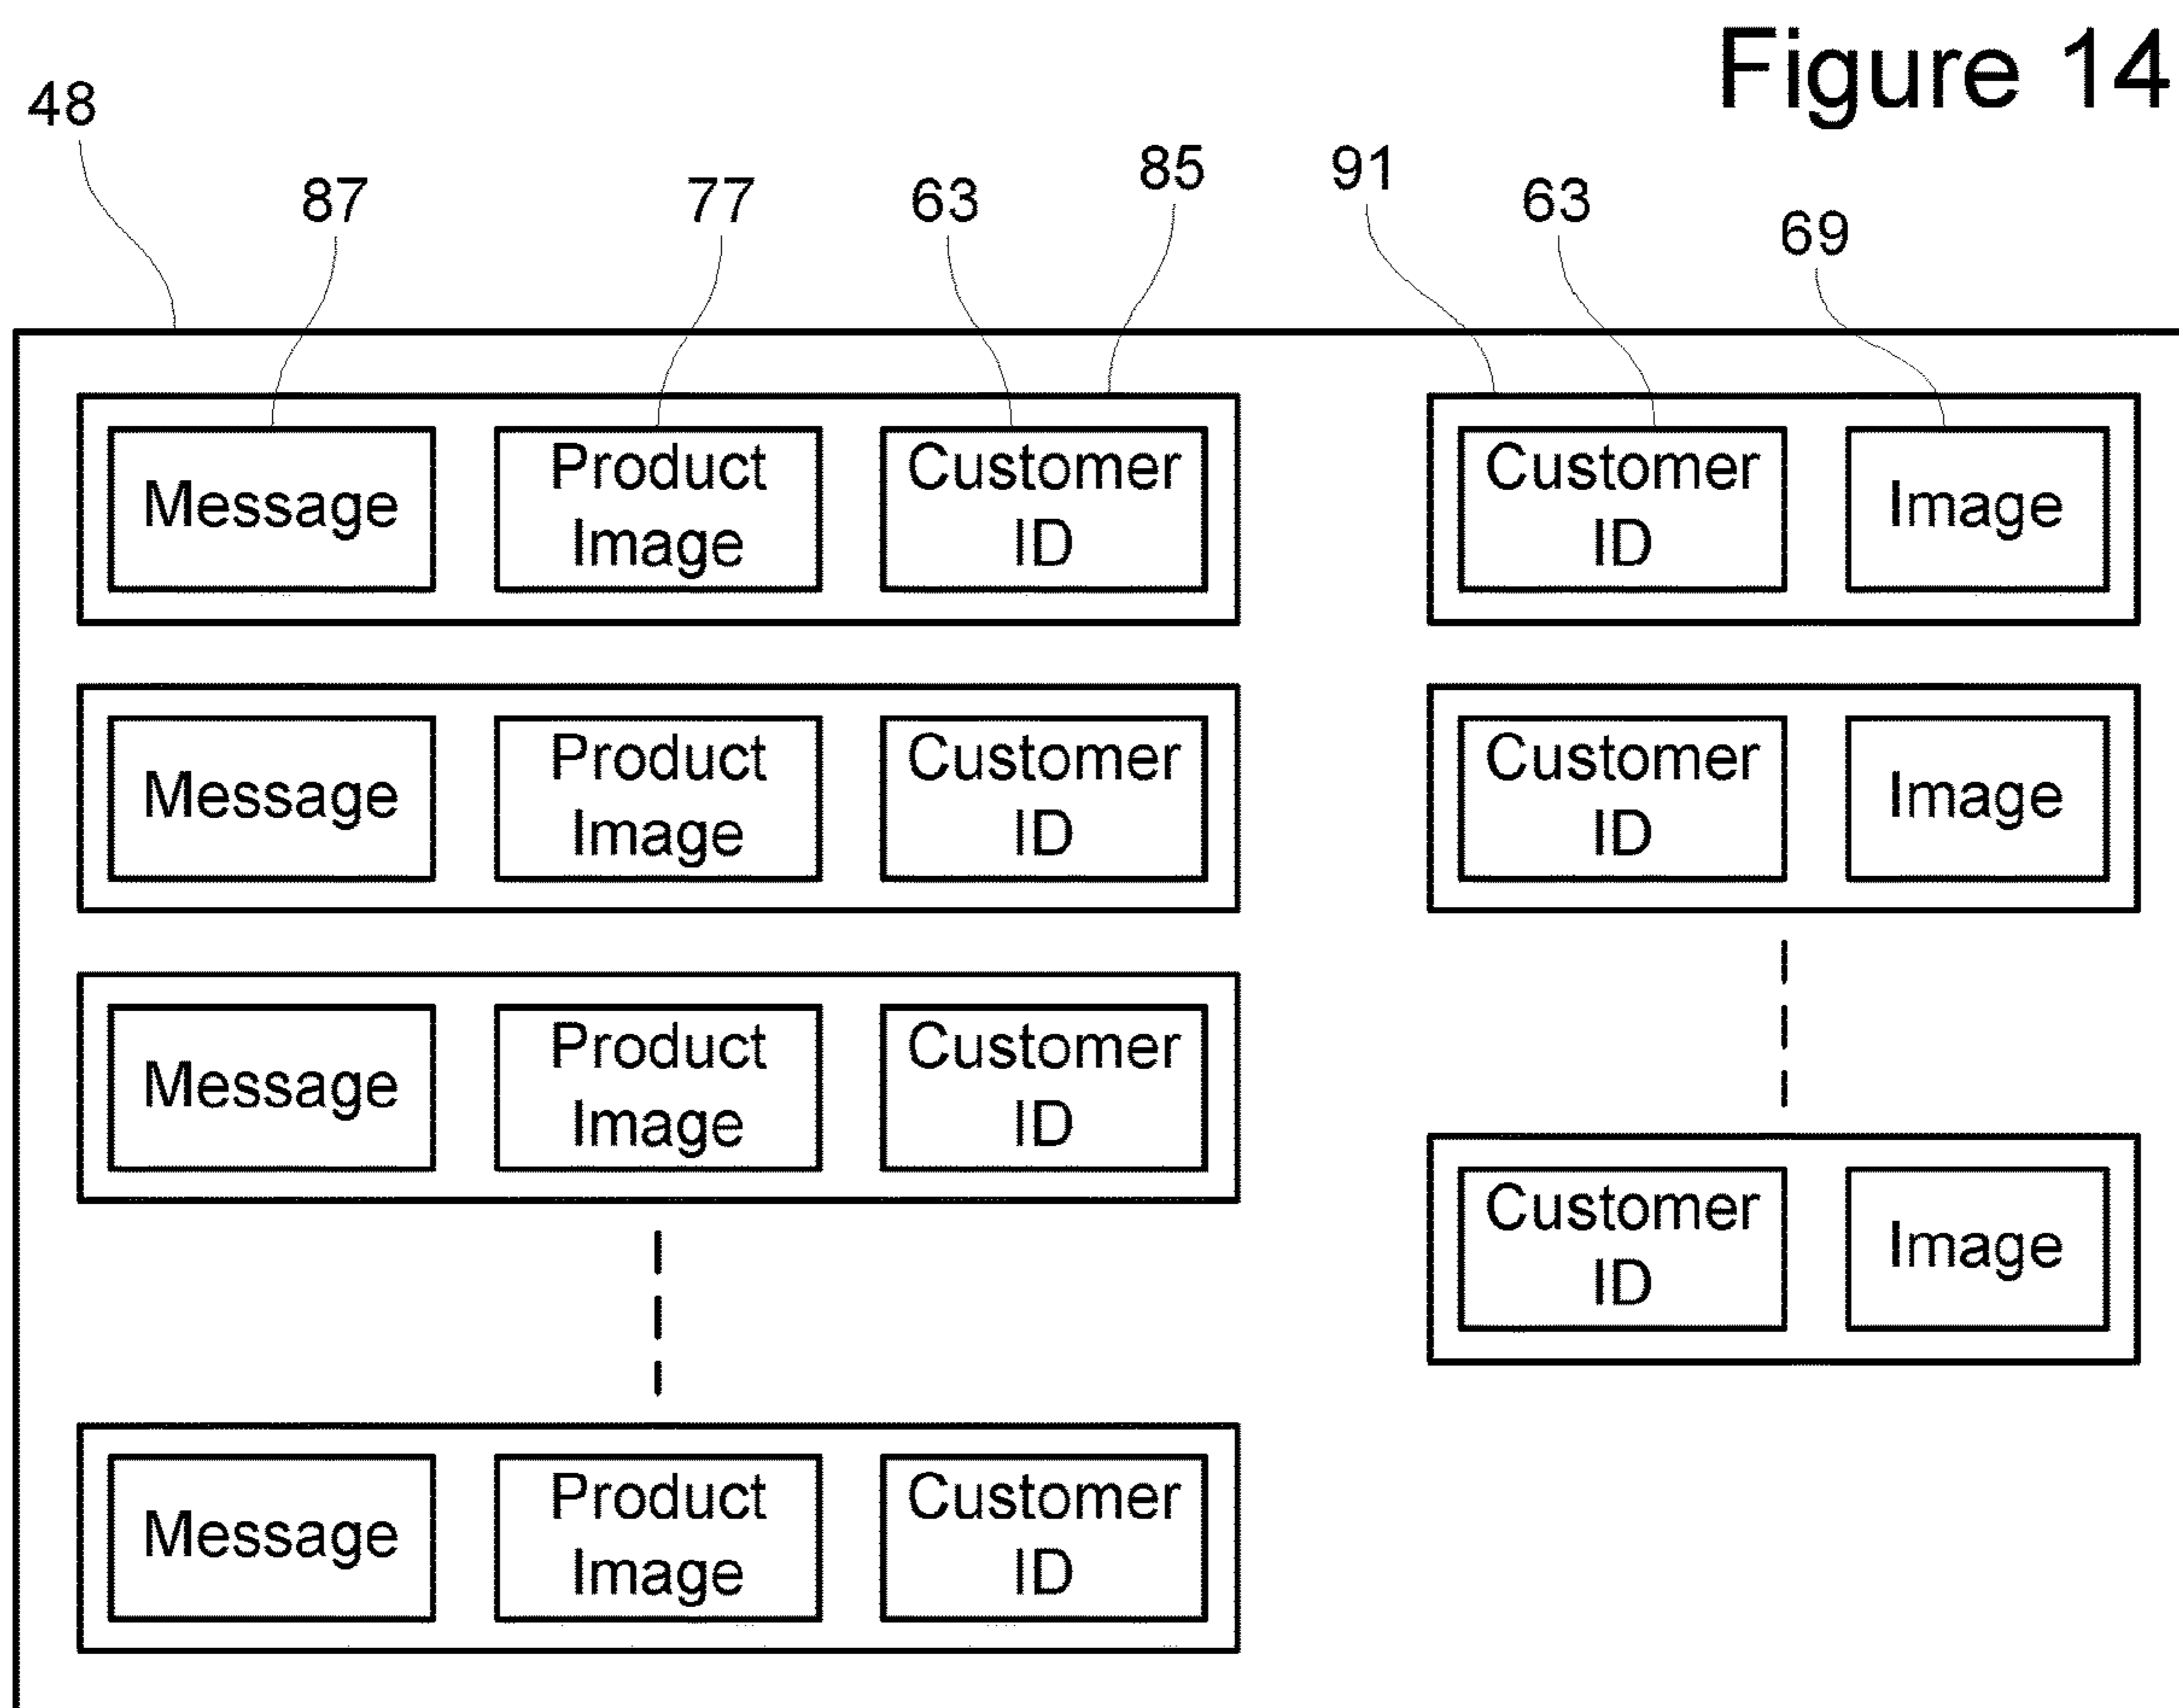 Figure 14
48
87
77
63
85
91
63
69
Message
Product
Image
Customer
ID
Customer
ID
Image
Message
Product
Image
Customer
ID
Customer
ID
Image
Message
Product
Image
Customer
ID
Customer
ID
Image
Message
Product
Image
Customer
ID